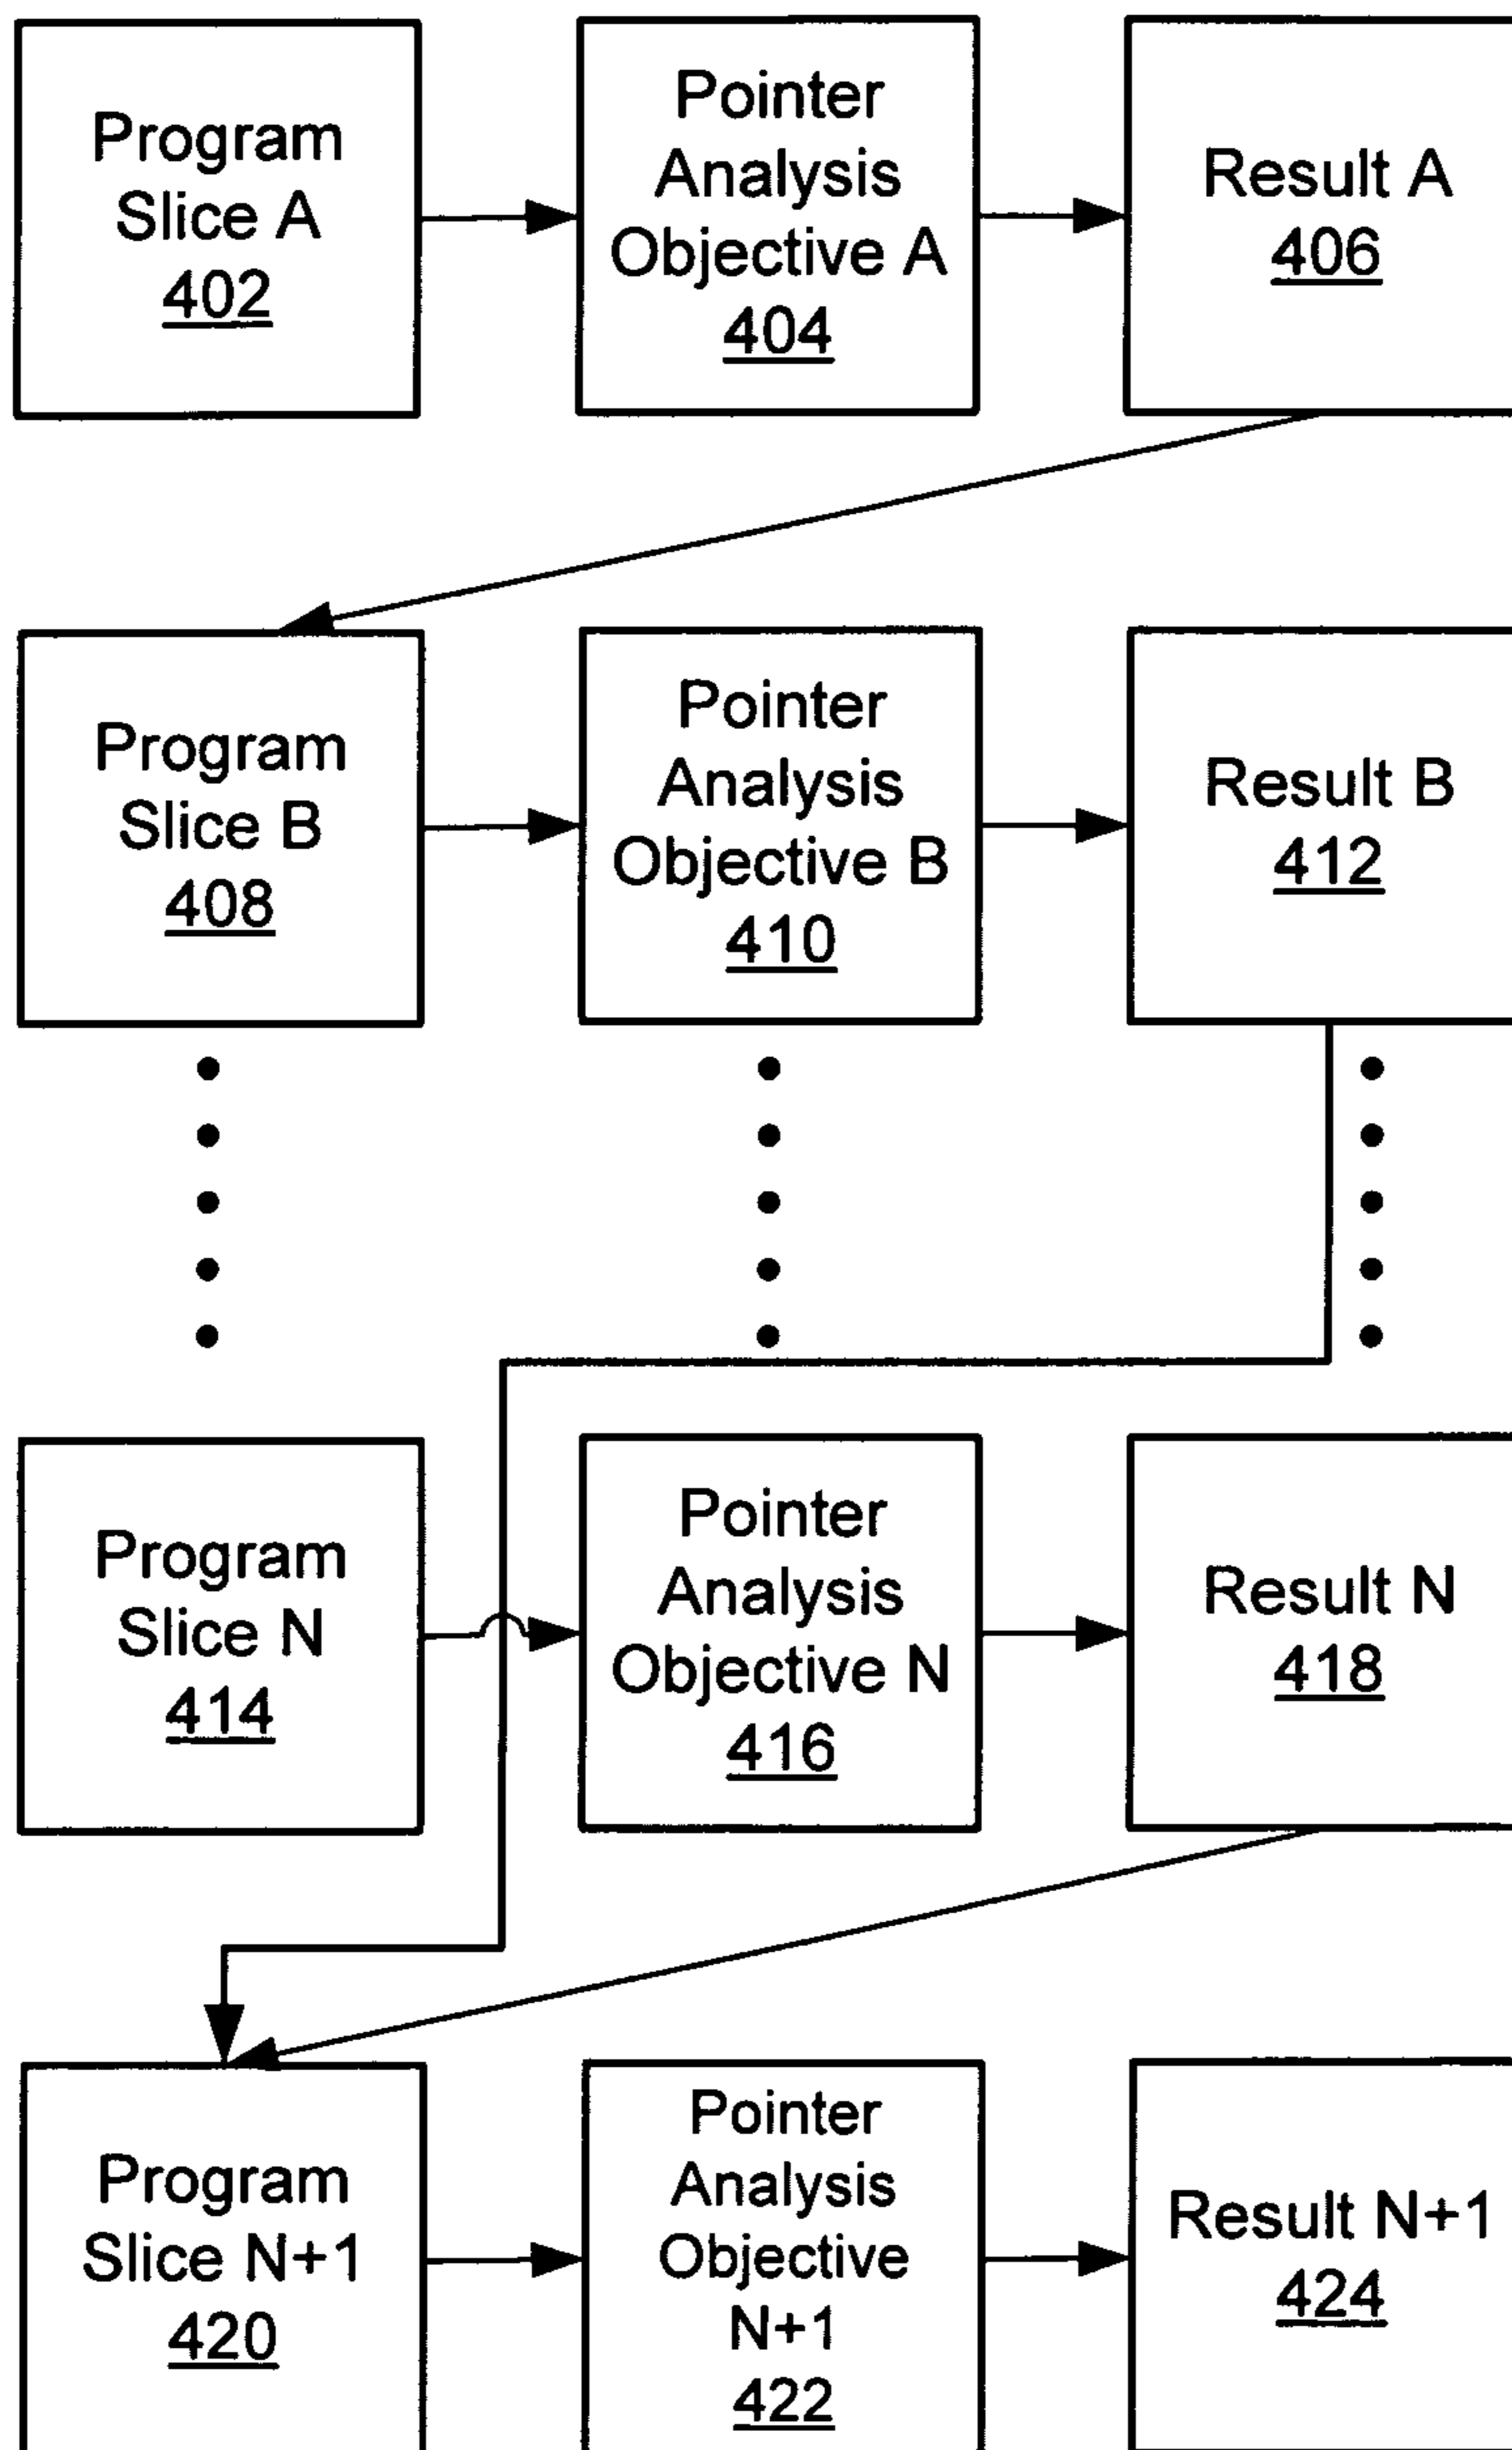 Program
Slice A
402
Pointer
Analysis
Objective A
404
Result A
406
Program
Slice B
408
Pointer
Analysis
Objective B
410
Result B
412
Program
Slice N
414
Pointer
Analysis
Objective N
416
Result N
418
Program
Slice N+1
420
Pointer
Analysis
Objective
N+1
422
Result N+1
424